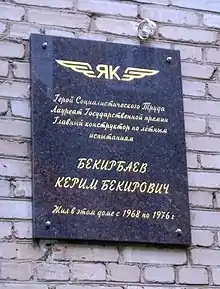 ЯК
Герой Социалистического Труда
Лауреат Государственной премии
Главный конструктор по лётным
испытаниям
БЕКИРБАЕВ
КЕРИМ БЕКИРОВИЧ
Жил в этом доме с 1968 по 1976 г